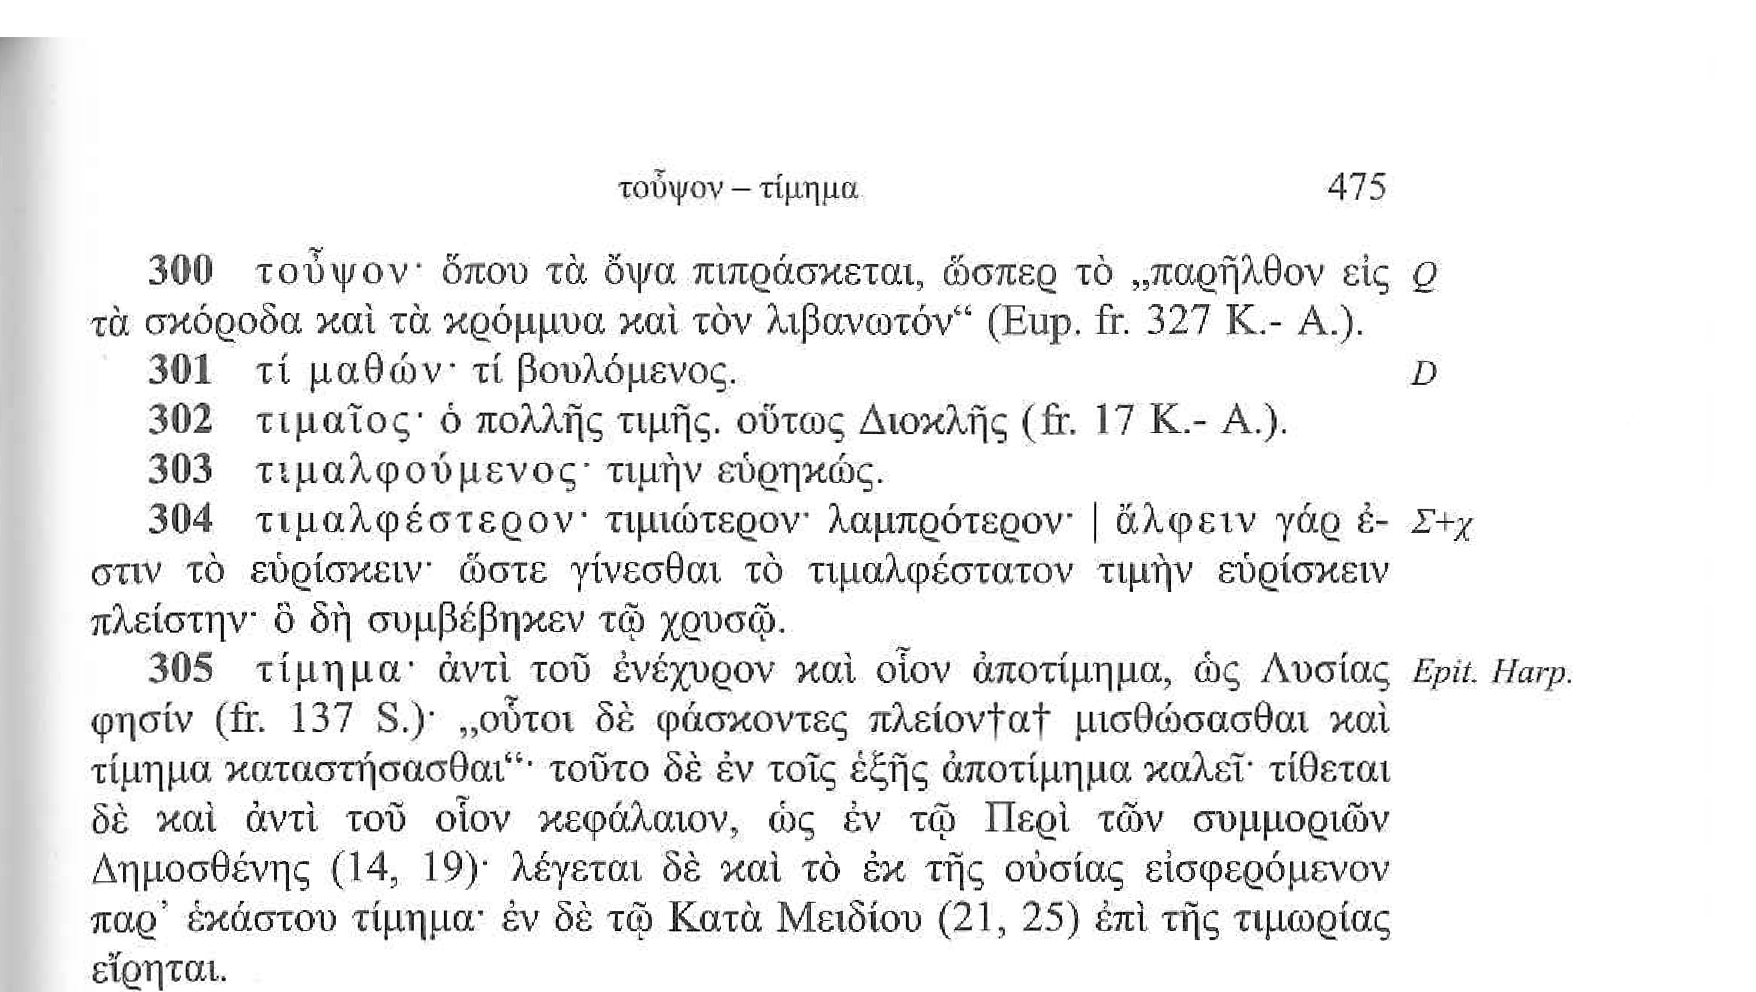 τοὖψον – τίμημα 475
300 τοὖψον· ὅπου τὰ ὄψα πιπράσκεται, ὥσπερ τὸ „παρῆλθον εἰς Q
τὰ σκόροδα καὶ τὰ κρόμμυα καὶ τὸν λιβανωτόν“ (Eup. fr. 327 K.- A.).
301 τί μαθών· τί βουλόμενος. D
302 τιμαῖος· ὁ πολλῆς τιμῆς. οὕτως Διοκλῆς (fr. 17 K.- A.).
303 τιμαλφούμενος· τιμὴν εὑρηκώς.
304 τιμαλφέστερον· τιμιώτερον· λαμπρότερον· | ἄλφειν γάρ ἐ- Σ+χ
στιν τὸ εὑρίσκειν· ὥστε γίνεσθαι τὸ τιμαλφέστατον τιμὴν εὑρίσκειν
πλείστην· ὃ δὴ συμβέβηκεν τῷ χρυσῷ.
305 τίμημα· ἀντὶ τοῦ ἐνέχυρον καὶ οἷον ἀποτίμημα, ὡς Λυσίας Epit. Harp.
φησίν (fr. 137 S.)· „οὗτοι δὲ φάσκοντες πλείον†α† μισθώσασθαι καὶ
τίμημα καταστήσασθαι“· τοῦτο δὲ ἐν τοῖς ἑξῆς ἀποτίμημα καλεῖ· τίθεται
δὲ καὶ ἀντὶ τοῦ οἷον κεφάλαιον, ὡς ἐν τῷ Περὶ τῶν συμμοριῶν
Δημοσθένης (14, 19)· λέγεται δὲ καὶ τὸ ἐκ τῆς οὐσίας εἰσφερόμενον
παρ’ ἑκάστου τίμημα· ἐν δὲ τῷ Κατὰ Μειδίου (21, 25) ἐπὶ τῆς τιμωρίας
εἴρηται.